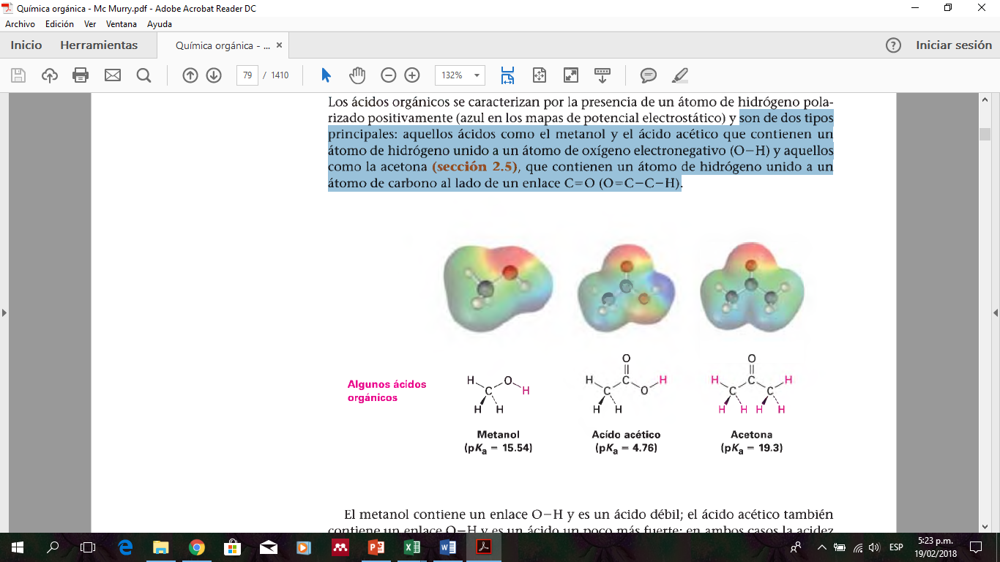 Química orgánica - Mc Murry.pdf - Adobe Acrobat Reader DC
Archivo Edición Ver Ventana Ayuda
Inicio Herramientas Química orgánica - ... × Iniciar sesión
79 / 1410 132%
Los ácidos orgánicos se caracterizan por la presencia de un átomo de hidrógeno pola-
rizado positivamente (azul en los mapas de potencial electrostático) y son de dos tipos
principales: aquellos ácidos como el metanol y el ácido acético que contienen un
átomo de hidrógeno unido a un átomo de oxígeno electronegativo (O−H) y aquellos
como la acetona (sección 2.5), que contienen un átomo de hidrógeno unido a un
átomo de carbono al lado de un enlace C=O (O=C−C−H).
Algunos ácidos
orgánicos
H O H C H H
O H C C O H H H
O H C H C C H H H H
Metanol
(pKa = 15.54)
Acido acético
(pKa = 4.76)
Acetona
(pKa = 19.3)
El metanol contiene un enlace O−H y es un ácido débil; el ácido acético también
contiene un enlace O−H y es un ácido un poco más fuerte; en ambos casos la acidez
ESP
5:23 p.m.
19/02/2018